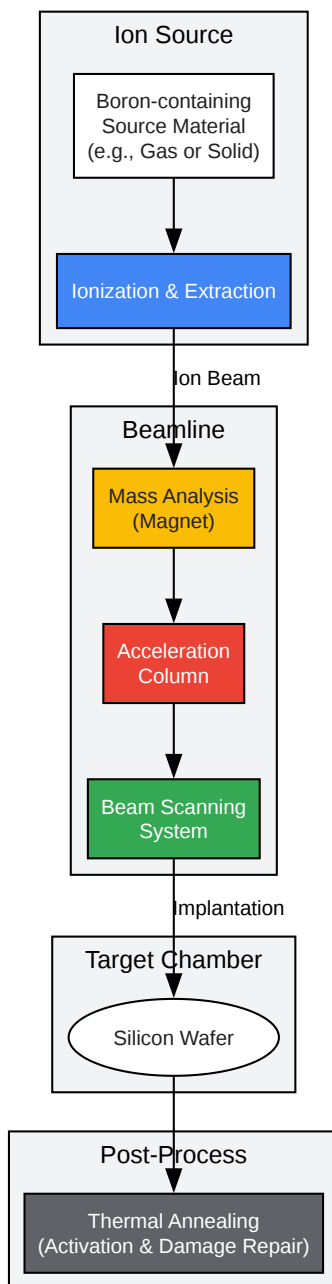 Ion Source
Boron-containing
Source Material
(e.g., Gas or Solid)
Ionization & Extraction
Ion Beam
Beamline
Mass Analysis
(Magnet)
Acceleration
Column
Beam Scanning
System
Implantation
Target Chamber
Silicon Wafer
Post-Process
Thermal Annealing
(Activation & Damage Repair)